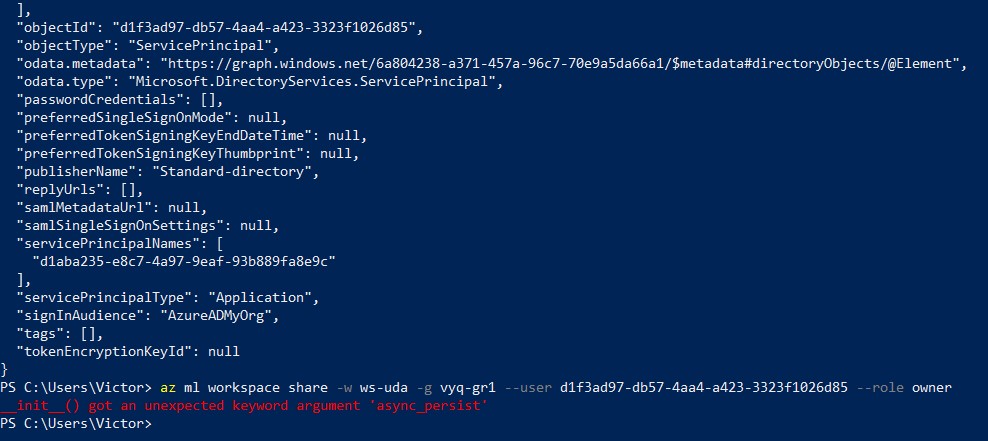 ],
"objectId": "d1f3ad97-db57-4aa4-a423-3323f1026d85",
"objectType": "ServicePrincipal",
"odata.metadata": "https://graph.windows.net/6a804238-a371-457a-96c7-70e9a5da66a1/$metadata#directoryObjects/@Element",
"odata.type": "Microsoft.DirectoryServices.ServicePrincipal",
"passwordCredentials": [],
"preferredSingleSignOnMode": null,
"preferredTokenSigningKeyEndDateTime": null,
"preferredTokenSigningKeyThumbprint": null,
"publisherName": "Standard-directory",
"replyUrls": [],
"samlMetadataUrl": null,
"samlSingleSignOnSettings": null,
"servicePrincipalNames": [
"d1aba235-e8c7-4a97-9eaf-93b889fa8e9c"
],
"servicePrincipalType": "Application",
"signInAudience": "AzureADMyOrg",
"tags": [],
"tokenEncryptionKeyId": null
}
PS C:\Users\Victor> az ml workspace share -w ws-uda -g vyq-gr1 --user d1f3ad97-db57-4aa4-a423-3323f1026d85 --role owner
__init__() got an unexpected keyword argument 'async_persist'
PS C:\Users\Victor>